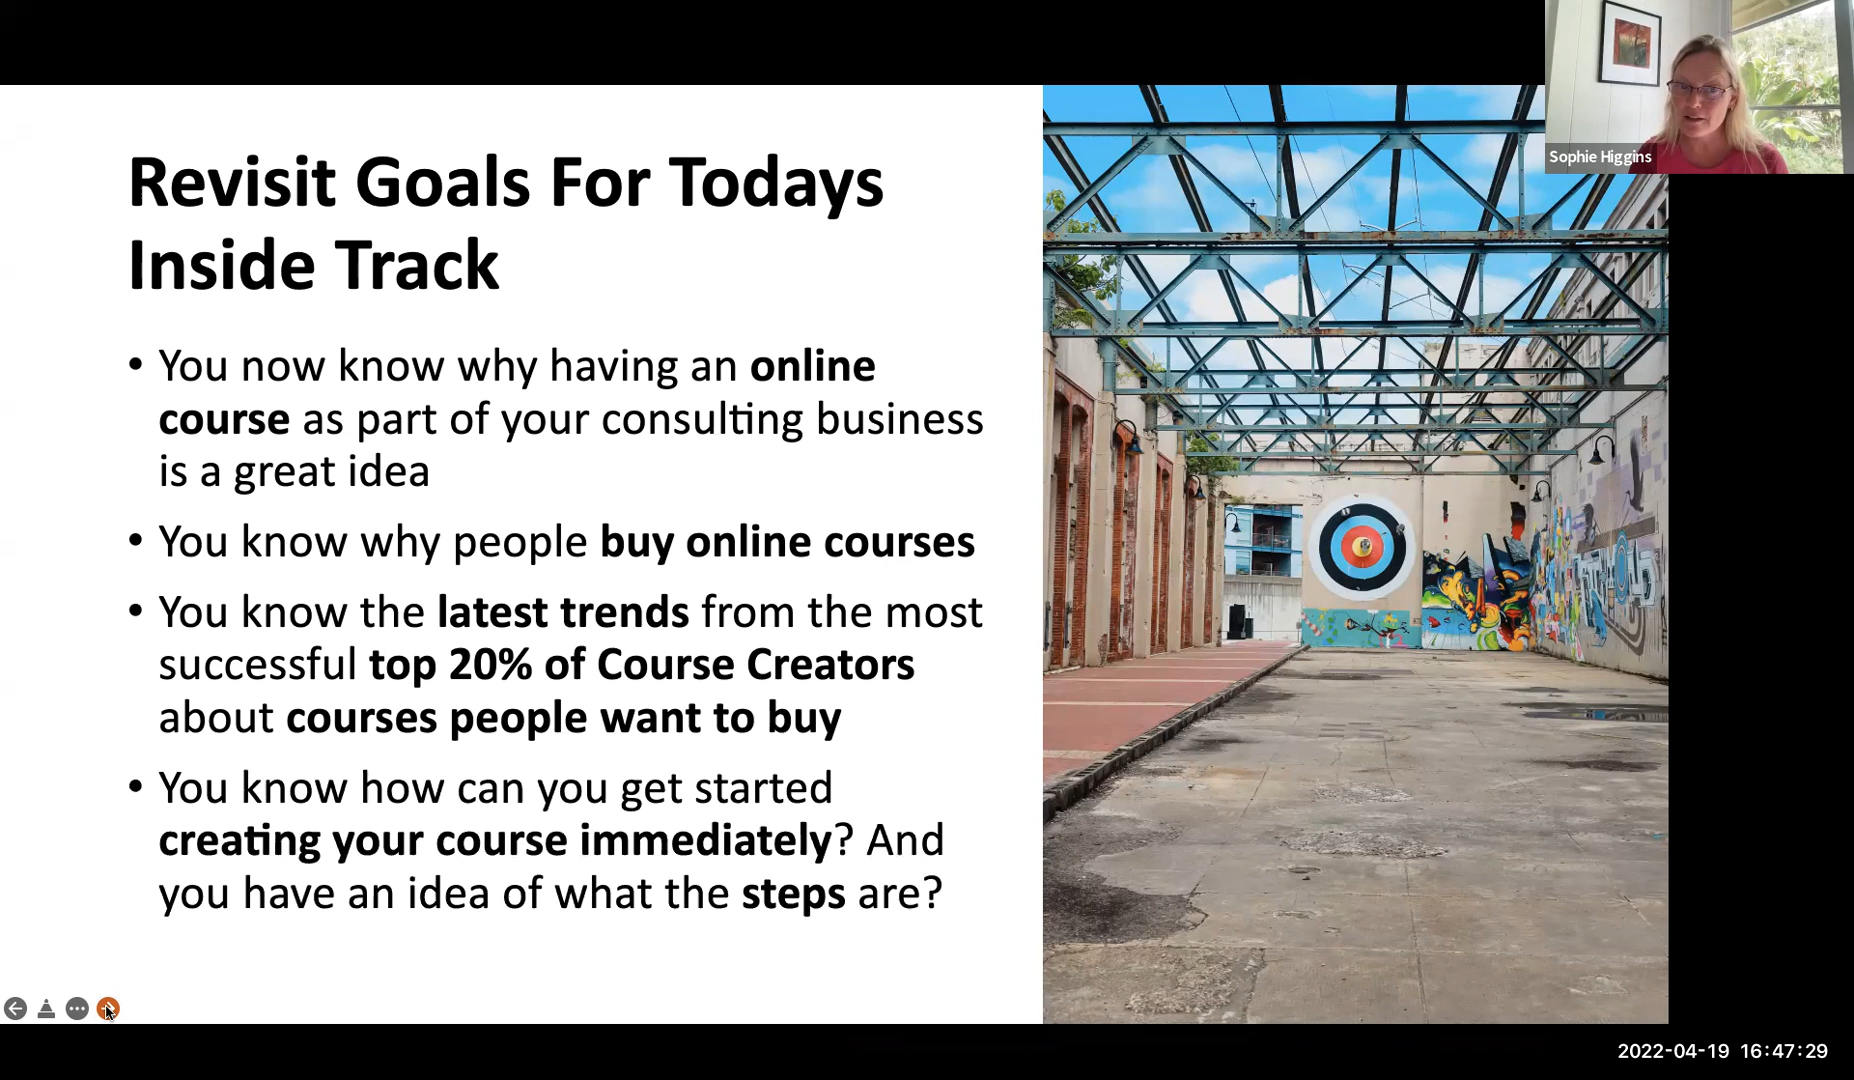 Sophie Higgins
Revisit Goals For Todays
Inside Track
• You now know why having an online
course as part of your consulting business
is a great idea
• You know why people buy online courses
• You know the latest trends from the most
successful top 20% of Course Creators
about courses people want to buy
• You know how can you get started
creating your course immediately? And
you have an idea of what the steps are?
2022-04-19 16:47:29